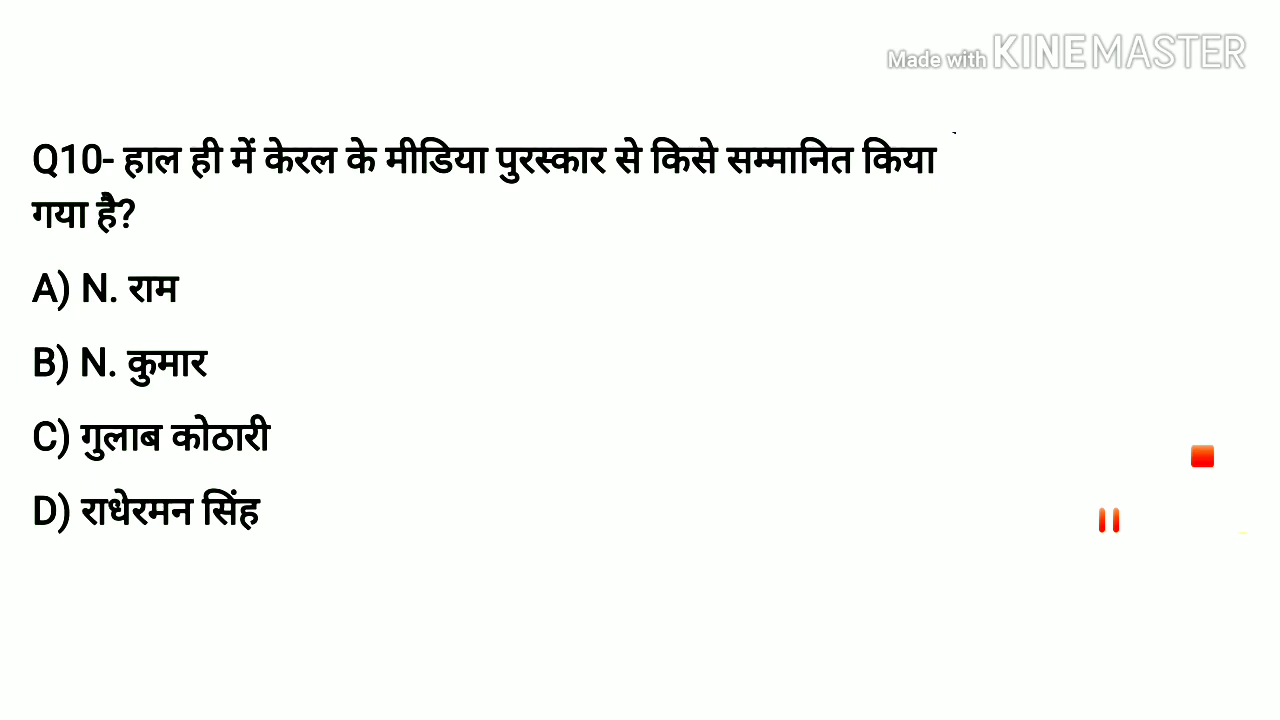 Made with KINEMASTER
Q10- हाल ही में केरल के मीडिया पुरस्कार से किसे सम्मानित किया
गया है?
A) N. राम
B) N. कुमार
C) गुलाब कोठारी
D) राधेरमन सिंह